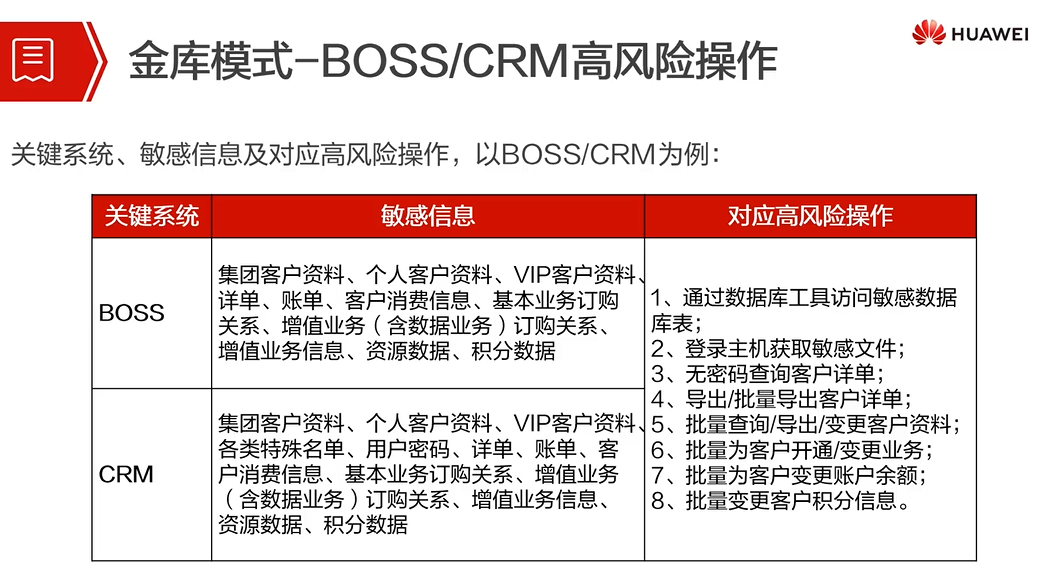 HUAWEI
金库模式-BOSS/CRM高风险操作
关键系统、敏感信息及对应高风险操作，以BOSS/CRM为例：
关键系统
敏感信息
对应高风险操作
BOSS
集团客户资料、个人客户资料、VIP客户资料、
详单、账单、客户消费信息、基本业务订购
关系、增值业务（含数据业务）订购关系、
增值业务信息、资源数据、积分数据
CRM
集团客户资料、个人客户资料、VIP客户资料、
各类特殊名单、用户密码、详单、账单、客
户消费信息、基本业务订购关系、增值业务
（含数据业务）订购关系、增值业务信息、
资源数据、积分数据
1、通过数据库工具访问敏感数据
库表；
2、登录主机获取敏感文件；
3、无密码查询客户详单；
4、导出/批量导出客户详单；
5、批量查询/导出/变更客户资料；
6、批量为客户开通/变更业务；
7、批量为客户变更账户余额；
8、批量变更客户积分信息。